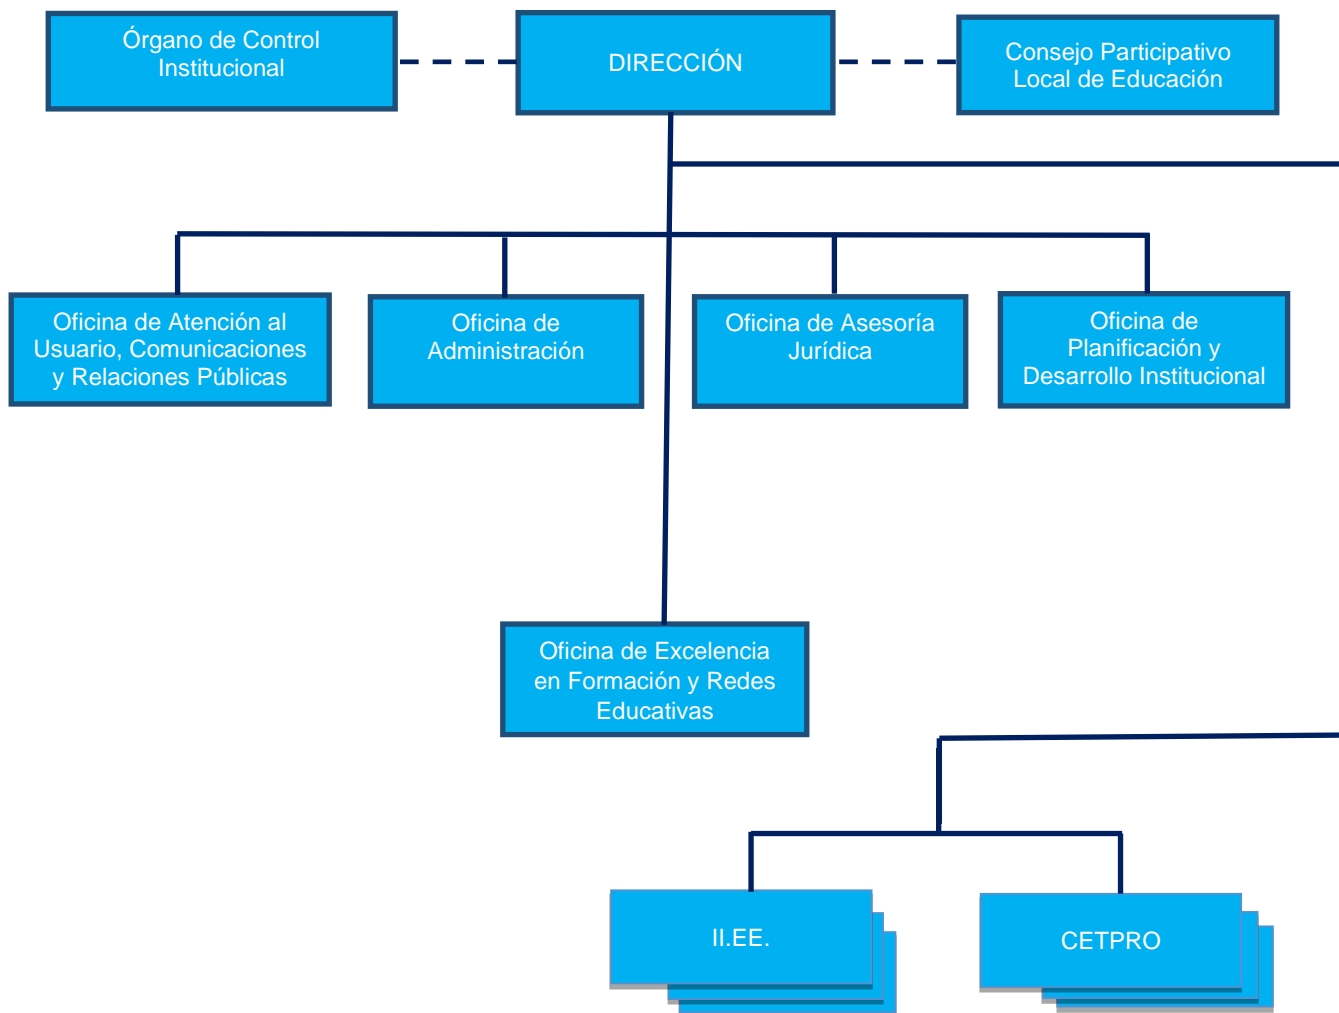 Órgano de Control
Institucional
DIRECCIÓN
Consejo Participativo
Local de Educación
Oficina de Atención al
Usuario, Comunicaciones
y Relaciones Públicas
Oficina de
Administración
Oficina de Asesoría
Jurídica
Oficina de
Planificación y
Desarrollo Institucional
Oficina de Excelencia
en Formación y Redes
Educativas
II.EE.
CETPRO